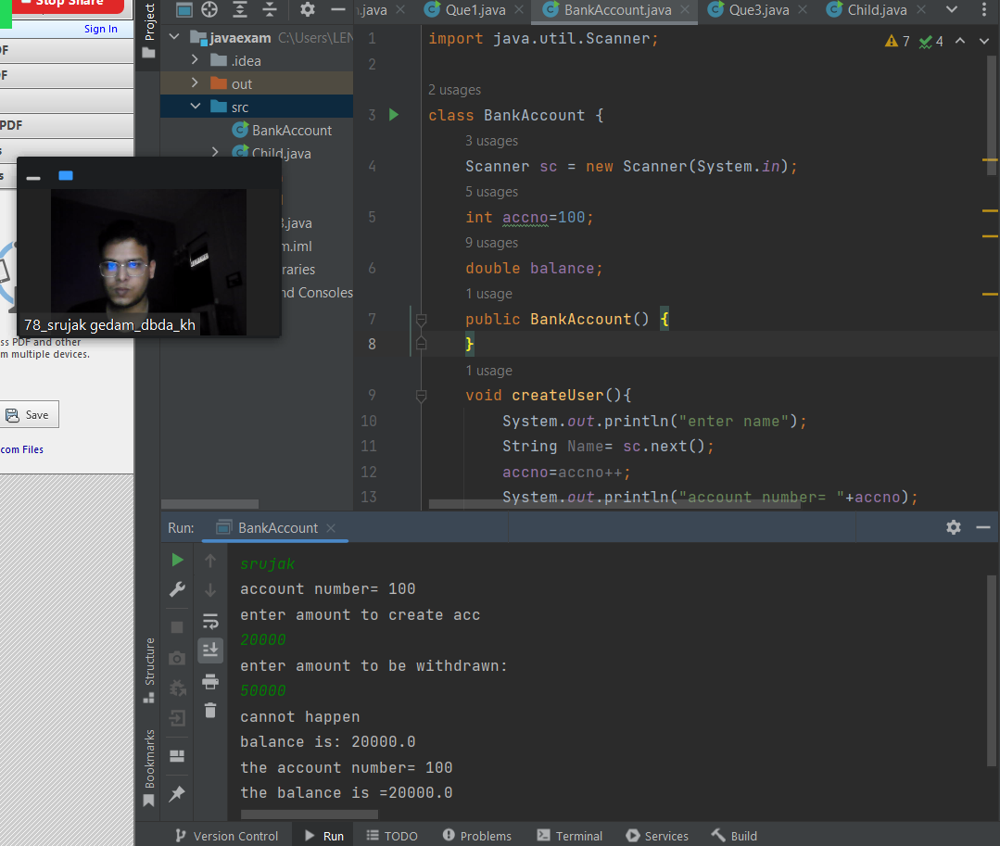 Stop Share
Sign In
DF
DF
PDF
s
s
78_srujak gedam_dbda_kh
ss PDF and other
m multiple devices.
Save
com Files
Project
Structure
Bookmarks
.java
Que1.java
BankAccount.java
Que3.java
Child.java
javaexam C:\Users\LEN
.idea
out
src
BankAccount
Child.java
.java
m.iml
raries
nd Consoles
7 4
1 import java.util.Scanner;
2
2 usages
3 class BankAccount {
3 usages
4 Scanner sc = new Scanner(System.in);
5 usages
5 int accno=100;
9 usages
6 double balance;
1 usage
7 public BankAccount() {
8 }
1 usage
9 void createUser(){
10 System.out.println("enter name");
11 String Name= sc.next();
12 accno=accno++;
13 System.out.println("account number= "+accno);
Run: BankAccount
srujak
account number= 100
enter amount to create acc
20000
enter amount to be withdrawn:
50000
cannot happen
balance is: 20000.0
the account number= 100
the balance is =20000.0
Version Control Run TODO Problems Terminal Services Build